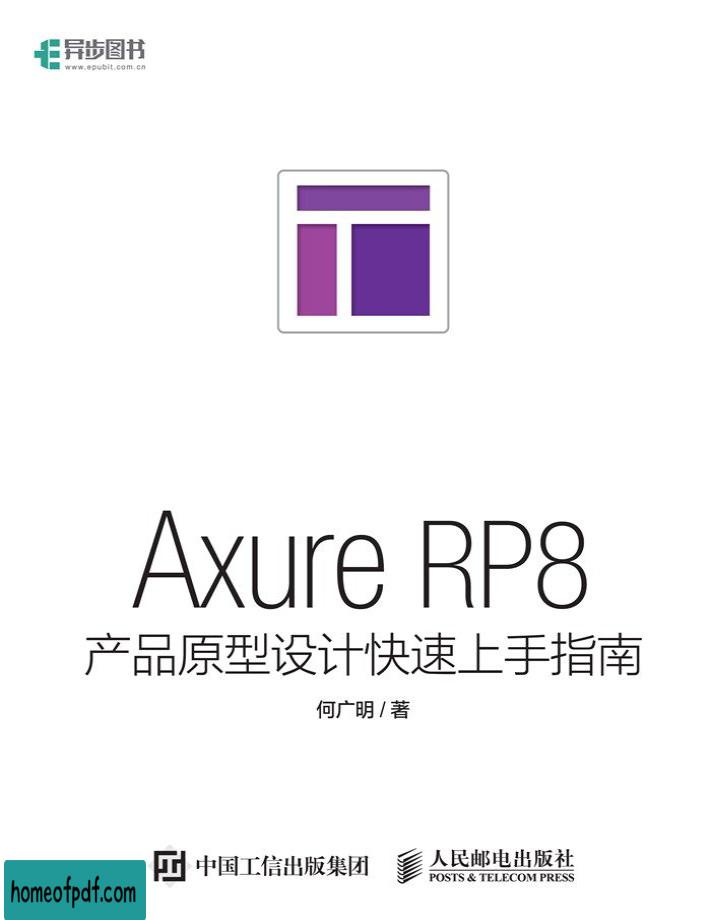 异步图书
www.epubit.com.cn
Axure RP8
产品原型设计快速上手指南
何广明 / 著
中国工信出版集团
人民邮电出版社
POSTS & TELECOM PRESS
homeofpdf.com